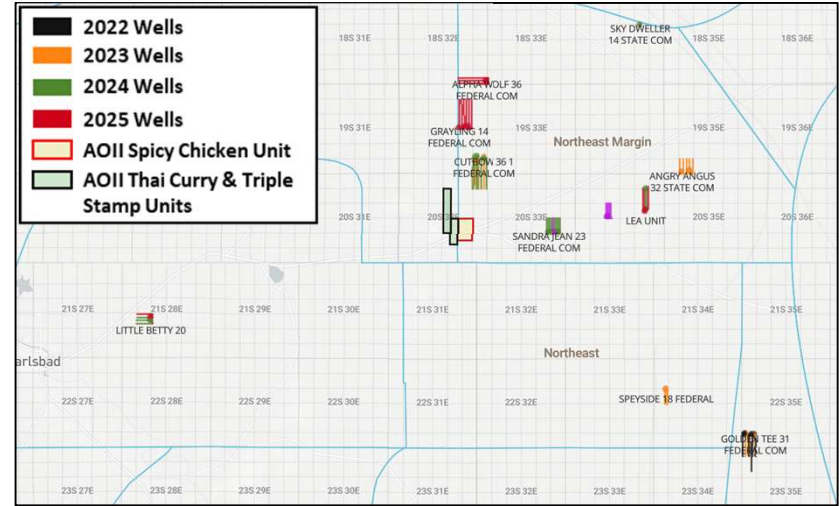 2022 Wells
2023 Wells
2024 Wells
2025 Wells
AOII Spicy Chicken Unit
AOII Thai Curry & Triple
Stamp Units
18S 31E
18S 32E
18S 33E
SKY DWELLER
14 STATE COM
18S 35E
18S 36E
ALPHA WOLF 36
FEDERAL COM
19S 31E
GRAYLING 14
FEDERAL COM
19S 33E
Northeast Margin
19S 35E
19S 36E
CUTBOW 36 1
FEDERAL COM
ANGRY ANGUS
32 STATE COM
20S 31E
20S 33E
LEA UNIT
20S 35E
20S 36E
SANDRA JEAN 23
FEDERAL COM
21S 27E
21S 28E
21S 29E
21S 30E
21S 31E
21S 32E
21S 33E
21S 34E
21S 35E
LITTLE BETTY 20
arlsbad
Northeast
22S 27E
22S 28E
22S 29E
22S 30E
22S 31E
22S 32E
SPEYSIDE 18 FEDERAL
22S 35E
GOLDEN TEE 31
FEDERAL COM
23S 27E
23S 28E
23S 29E
23S 30E
23S 31E
23S 32E
23S 33E
23S 34E
23S 35E